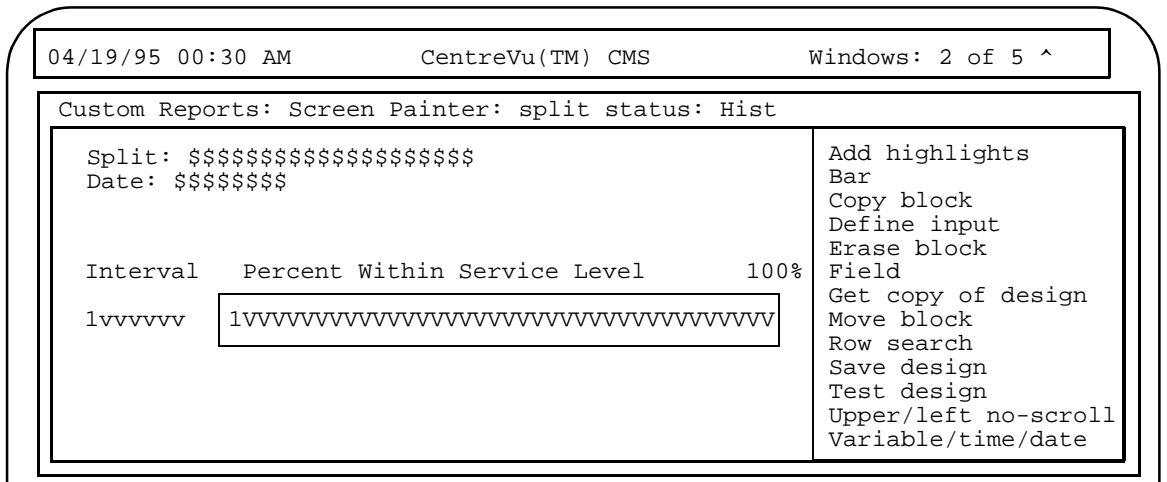 04/19/95 00:30 AM CentreVu(TM) CMS Windows: 2 of 5 ^
Custom Reports: Screen Painter: split status: Hist
Split: $$$$$$$$$$$$$$$$$$$$
Date: $$$$$$$$
Interval Percent Within Service Level 100%
1vvvvvv 1VVVVVVVVVVVVVVVVVVVVVVVVVVVVVVVVVVVVV
Add highlights
Bar
Copy block
Define input
Erase block
Field
Get copy of design
Move block
Row search
Save design
Test design
Upper/left no-scroll
Variable/time/date